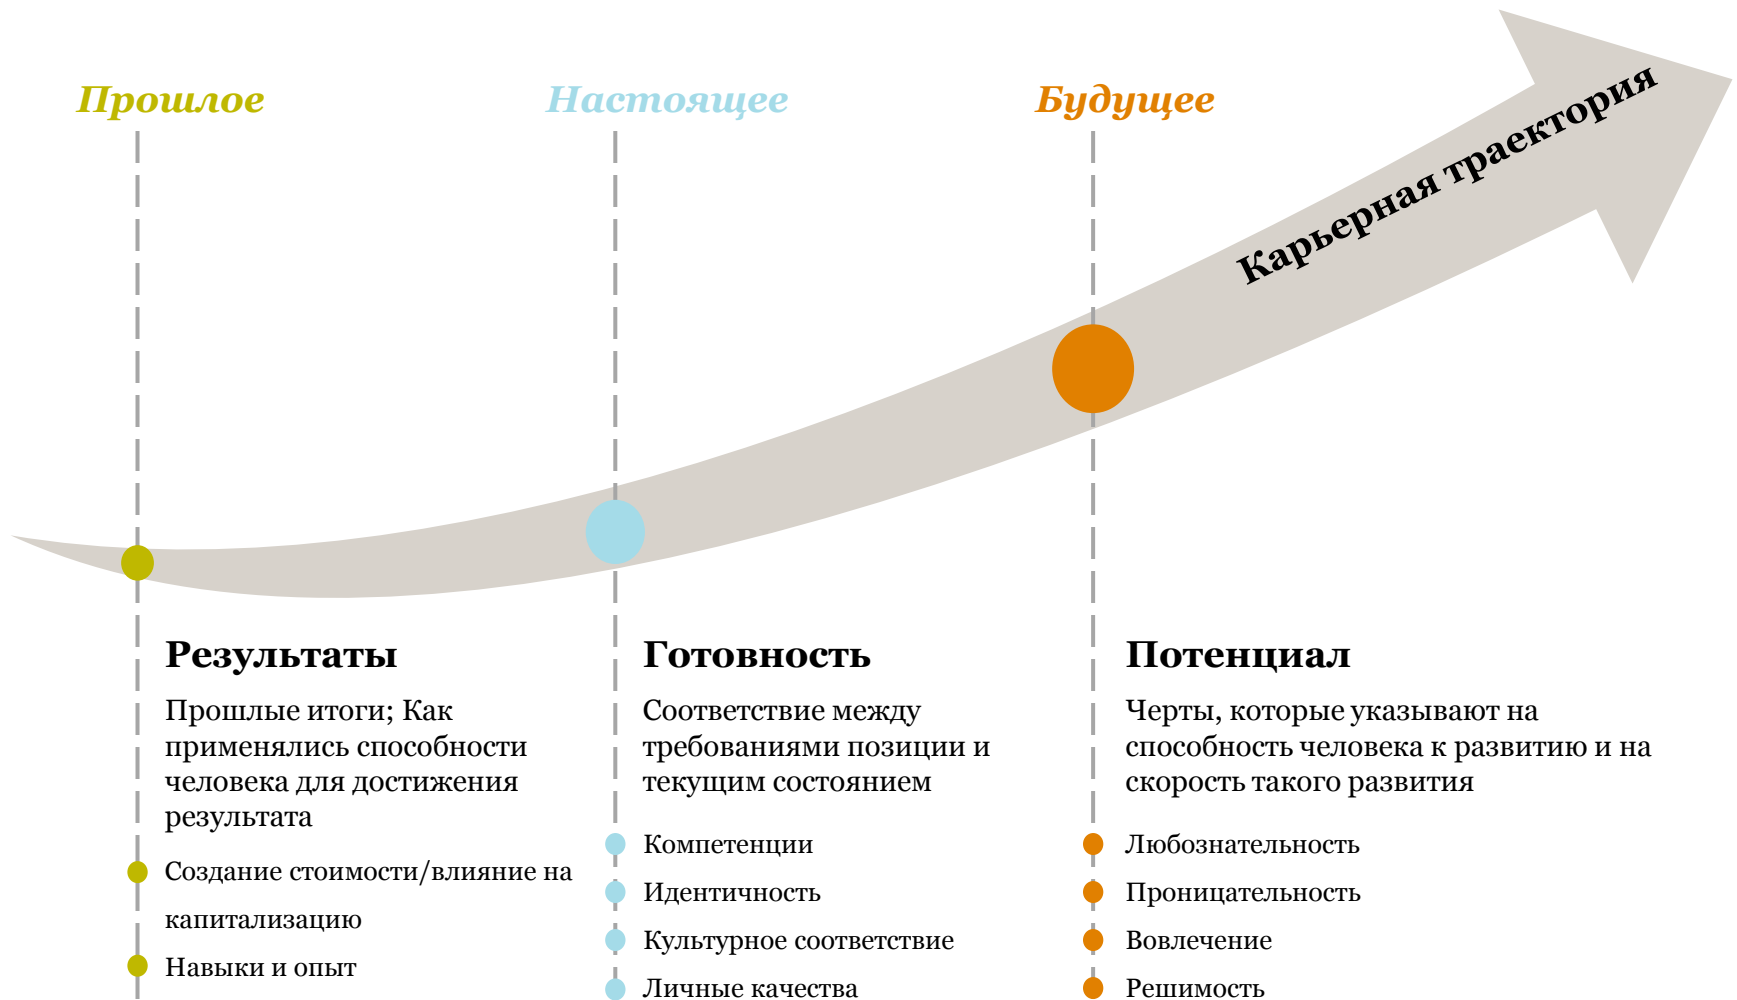 Прошлое
Настоящее
Будущее
Карьерная траектория
Результаты
Прошлые итоги; Как
применялись способности
человека для достижения
результата
Создание стоимости/влияние на
капитализацию
Навыки и опыт
Готовность
Соответствие между
требованиями позиции и
текущим состоянием
Компетенции
Идентичность
Культурное соответствие
Личные качества
Потенциал
Черты, которые указывают на
способность человека к развитию и на
скорость такого развития
Любознательность
Проницательность
Вовлечение
Решимость